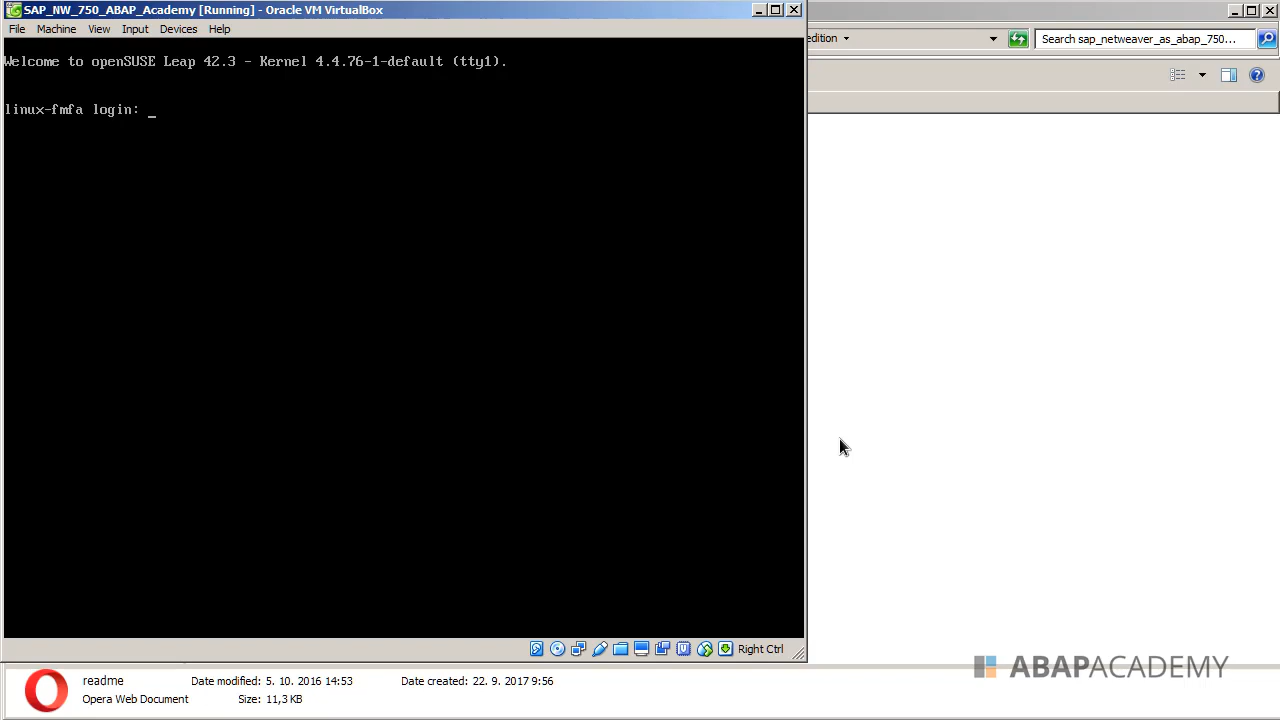 SAP_NW_750_ABAP_Academy [Running] - Oracle VM VirtualBox
File Machine View Input Devices Help
edition
Search sap_netweaver_as_abap_750...
Welcome to openSUSE Leap 42.3 - Kernel 4.4.76-1-default (tty1).
linux-fmfa login: _
Right Ctrl
readme Date modified: 5. 10. 2016 14:53 Date created: 22. 9. 2017 9:56
Opera Web Document Size: 11,3 KB
ABAPACADEMY